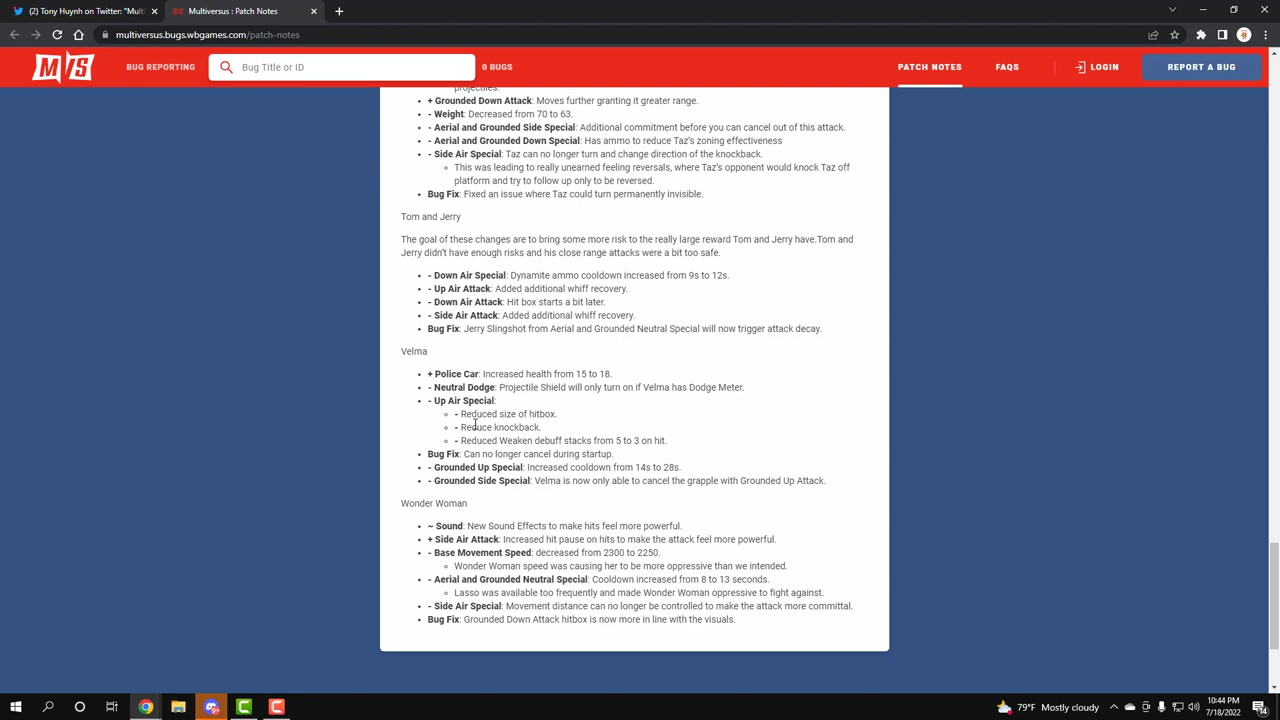 (2) Tony Huynh on Twitter: "Multi
multiversus.bugs.wbgames.com
multiversus.bugs.wbgames.com/patch-notes
M/S
BUG REPORTING
Bug Title or ID
0 BUGS
PATCH NOTES
FAQS
LOGIN
REPORT A BUG
projectiles.
+ Grounded Down Attack: Moves further granting it greater range.
- Weight: Decreased from 70 to 63.
- Aerial and Grounded Side Special: Additional commitment before you can cancel out of this attack.
- Aerial and Grounded Down Special: Has ammo to reduce Taz's zoning effectiveness
- Side Air Special: Taz can no longer turn and change direction of the knockback.
This was leading to really unearned feeling reversals, where Taz's opponent would knock Taz off
platform and try to follow up only to be reversed.
Bug Fix: Fixed an issue where Taz could turn permanently invisible.
Tom and Jerry
The goal of these changes are to bring some more risk to the really large reward Tom and Jerry have.Tom and
Jerry didn't have enough risks and his close range attacks were a bit too safe.
- Down Air Special: Dynamite ammo cooldown increased from 9s to 12s.
- Up Air Attack: Added additional whiff recovery.
- Down Air Attack: Hit box starts a bit later.
- Side Air Attack: Added additional whiff recovery.
Bug Fix: Jerry Slingshot from Aerial and Grounded Neutral Special will now trigger attack decay.
Velma
+ Police Car: Increased health from 15 to 18.
- Neutral Dodge: Projectile Shield will only turn on if Velma has Dodge Meter.
- Up Air Special:
- Reduced size of hitbox.
- Reduce knockback.
- Reduced Weaken debuff stacks from 5 to 3 on hit.
Bug Fix: Can no longer cancel during startup.
- Grounded Up Special: Increased cooldown from 14s to 28s.
- Grounded Side Special: Velma is now only able to cancel the grapple with Grounded Up Attack.
Wonder Woman
~ Sound: New Sound Effects to make hits feel more powerful.
+ Side Air Attack: Increased hit pause on hits to make the attack feel more powerful.
- Base Movement Speed: decreased from 2300 to 2250.
Wonder Woman speed was causing her to be more oppressive than we intended.
- Aerial and Grounded Neutral Special: Cooldown increased from 8 to 13 seconds.
Lasso was available too frequently and made Wonder Woman oppressive to fight against.
- Side Air Special: Movement distance can no longer be controlled to make the attack more committal.
Bug Fix: Grounded Down Attack hitbox is now more in line with the visuals.
79°F Mostly cloudy
10:44 PM
7/18/2022